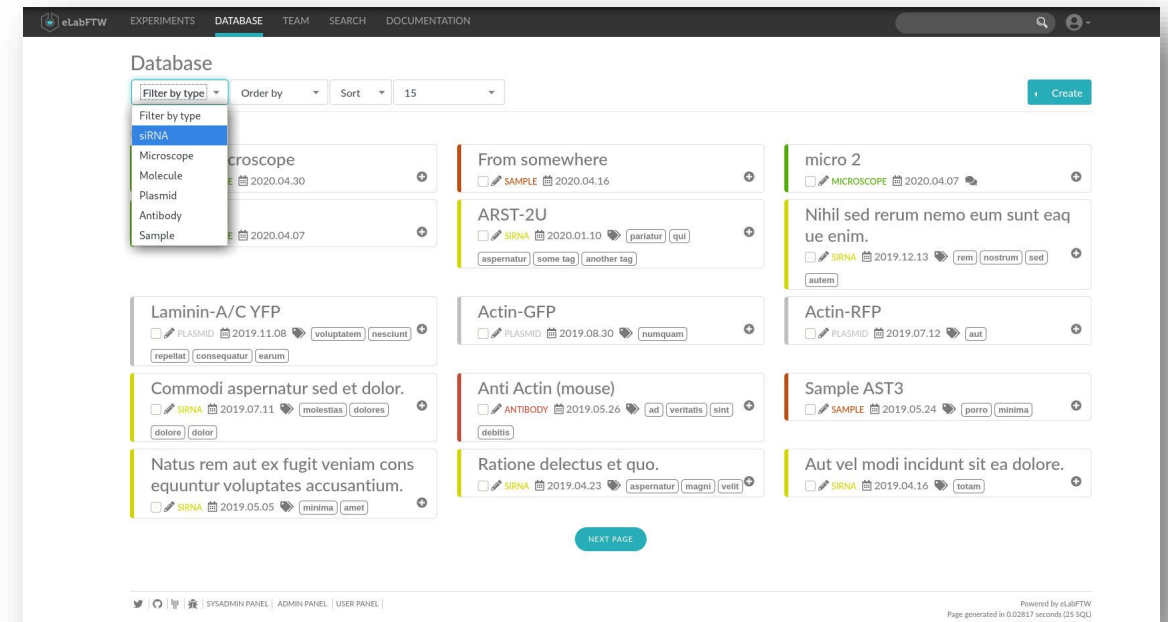 eLabFTW EXPERIMENTS DATABASE TEAM SEARCH DOCUMENTATION
Database
Filter by type Order by Sort 15 Create
Filter by type
siRNA
Microscope
Molecule
Plasmid
Antibody
Sample
croscope
E 2020.04.30
From somewhere
SAMPLE 2020.04.16
micro 2
MICROSCOPE 2020.04.07
E 2020.04.07
ARST-2U
SIRNA 2020.01.10 pariatur qui
aspernatur some tag another tag
Nihil sed rerum nemo eum sunt eaq
ue enim.
SIRNA 2019.12.13 rem nostrum sed
autem
Laminin-A/C YFP
PLASMID 2019.11.08 voluptatem nesciunt
repellat consequatur earum
Actin-GFP
PLASMID 2019.08.30 numquam
Actin-RFP
PLASMID 2019.07.12 aut
Commodi aspernatur sed et dolor.
SIRNA 2019.07.11 molestias dolores
dolore dolor
Anti Actin (mouse)
ANTIBODY 2019.05.26 ad veritatis sint
debitis
Sample AST3
SAMPLE 2019.05.24 porro minima
Natus rem aut ex fugit veniam cons
equuntur voluptates accusantium.
SIRNA 2019.05.05 minima amet
Ratione delectus et quo.
SIRNA 2019.04.23 aspernatur magni velit
Aut vel modi incidunt sit ea dolore.
SIRNA 2019.04.16 totam
NEXT PAGE
SYSADMIN PANEL | ADMIN PANEL | USER PANEL |
Powered by eLabFTW
Page generated in 0.02817 seconds (25 SQL)